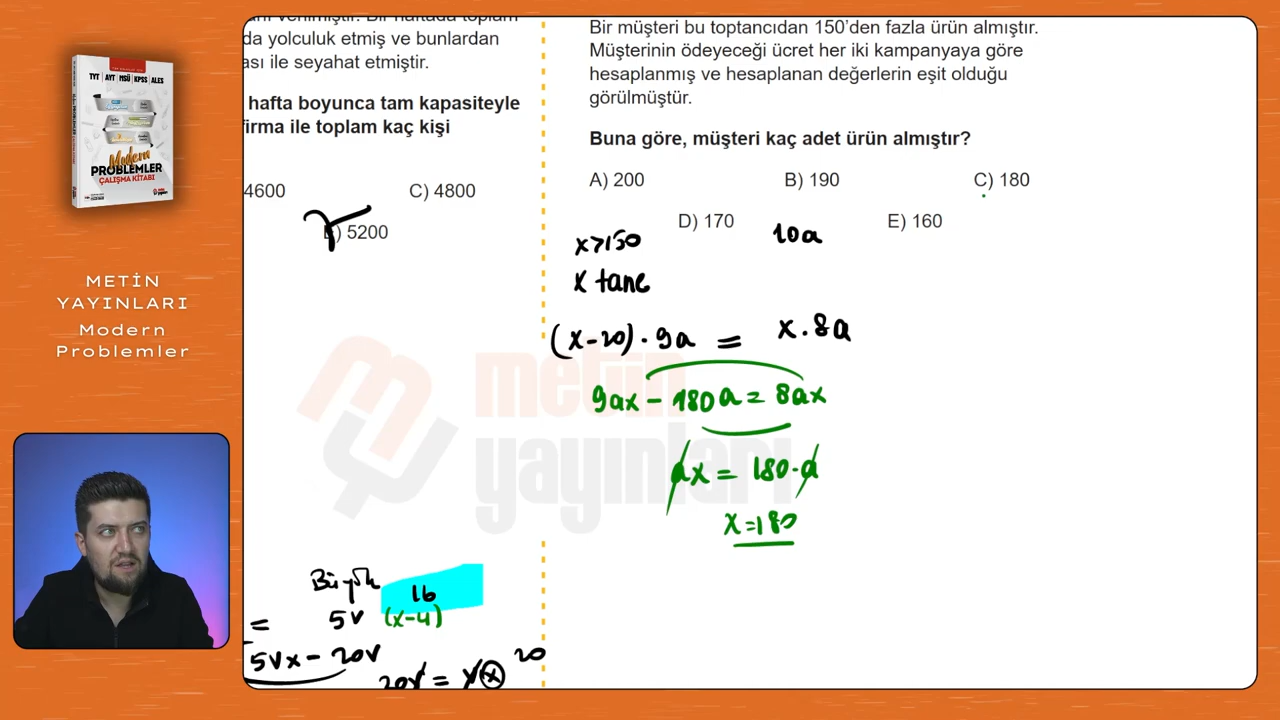 TYT | AYT | MSÜ | KPSS | ALES
Modern
PROBLEMLER
ÇALIŞMA KİTABI
METİN
YAYINLARI
Modern
Problemler
verilmiştir. Bir haftada toplam
da yolculuk etmiş ve bunlardan
ası ile seyahat etmiştir.
hafta boyunca tam kapasiteyle
firma ile toplam kaç kişi
4600
C) 4800
5200
Büyük
16
= 5V (x-4)
5Vx - 20V
20V = V x 20
Bir müşteri bu toptancıdan 150'den fazla ürün almıştır.
Müşterinin ödeyeceği ücret her iki kampanyaya göre
hesaplanmış ve hesaplanan değerlerin eşit olduğu
görülmüştür.
Buna göre, müşteri kaç adet ürün almıştır?
A) 200
B) 190
C) 180
D) 170
E) 160
x>150
10a
x tane
(x-20)·9a = x.8a
9ax - 180a = 8ax
ax = 180·a
x=180
metin
yayınları